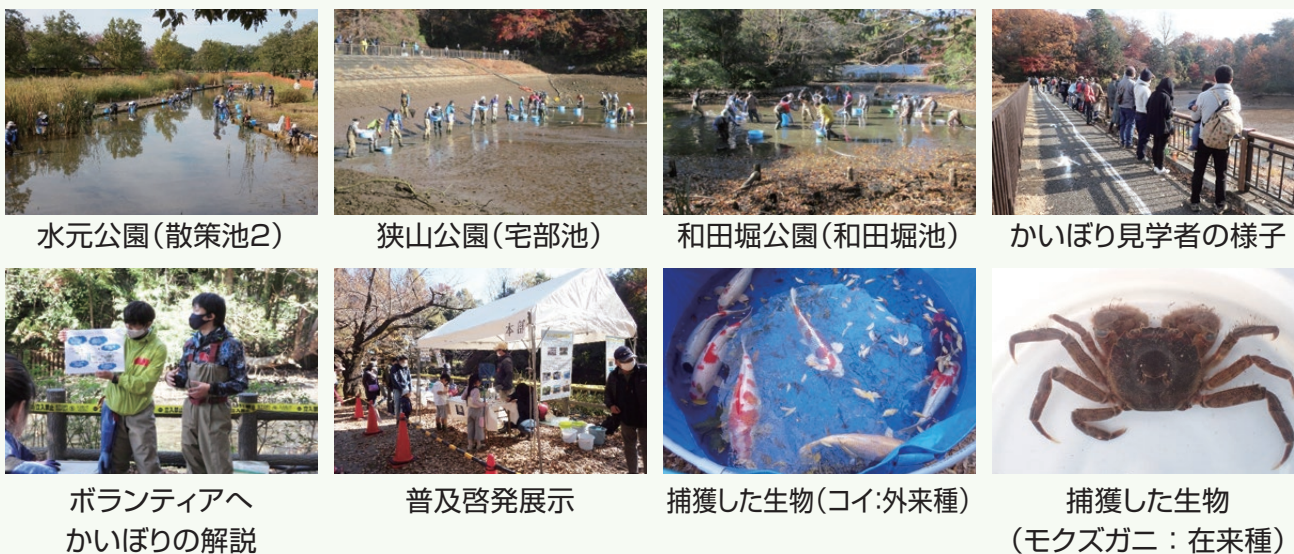 水元公園（散策池2）
狭山公園（宅部池）
和田堀公園（和田堀池）
かいぼり見学者の様子
本部
ボランティアへ
かいぼりの解説
普及啓発展示
捕獲した生物（コイ：外来種）
捕獲した生物
（モクズガニ：在来種）